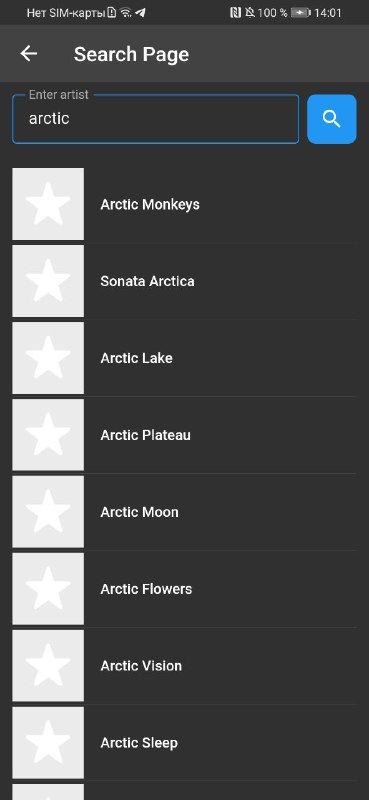 Нет SIM-карты 100 % 14:01
Search Page
Enter artist
arctic
Arctic Monkeys
Sonata Arctica
Arctic Lake
Arctic Plateau
Arctic Moon
Arctic Flowers
Arctic Vision
Arctic Sleep